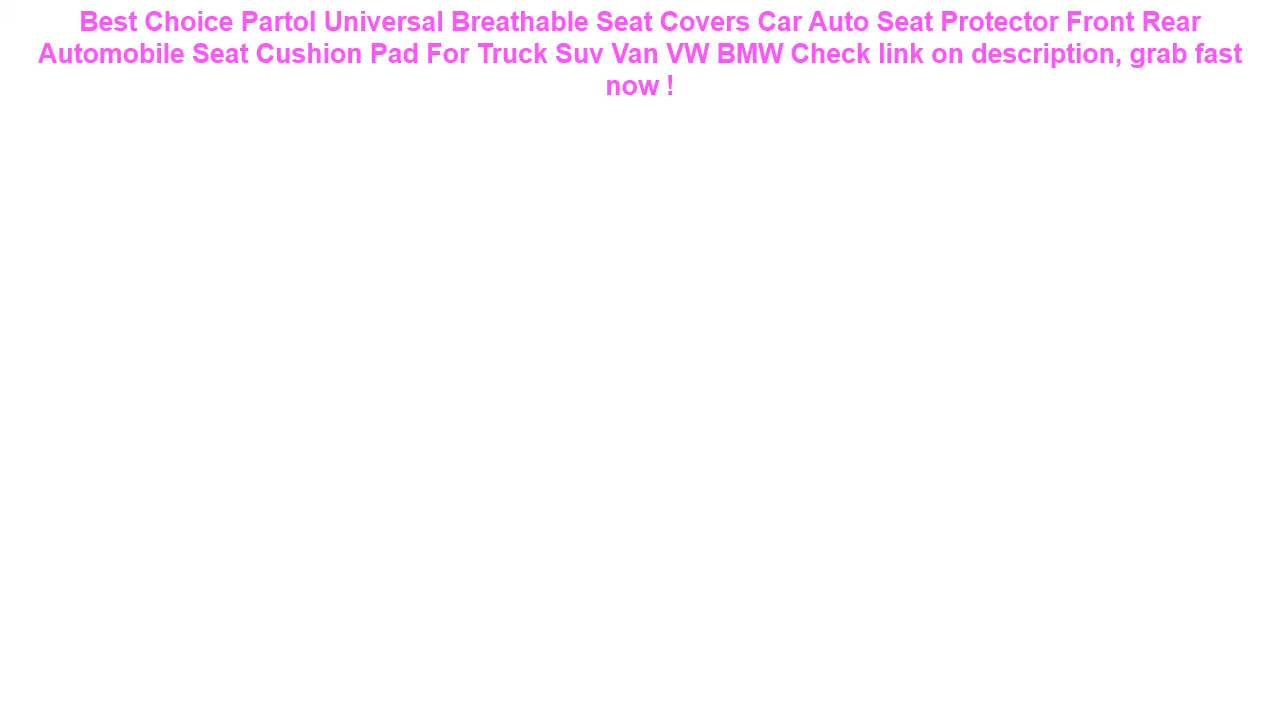 Best Choice Partol Universal Breathable Seat Covers Car Auto Seat Protector Front Rear
Automobile Seat Cushion Pad For Truck Suv Van VW BMW Check link on description, grab fast
now !